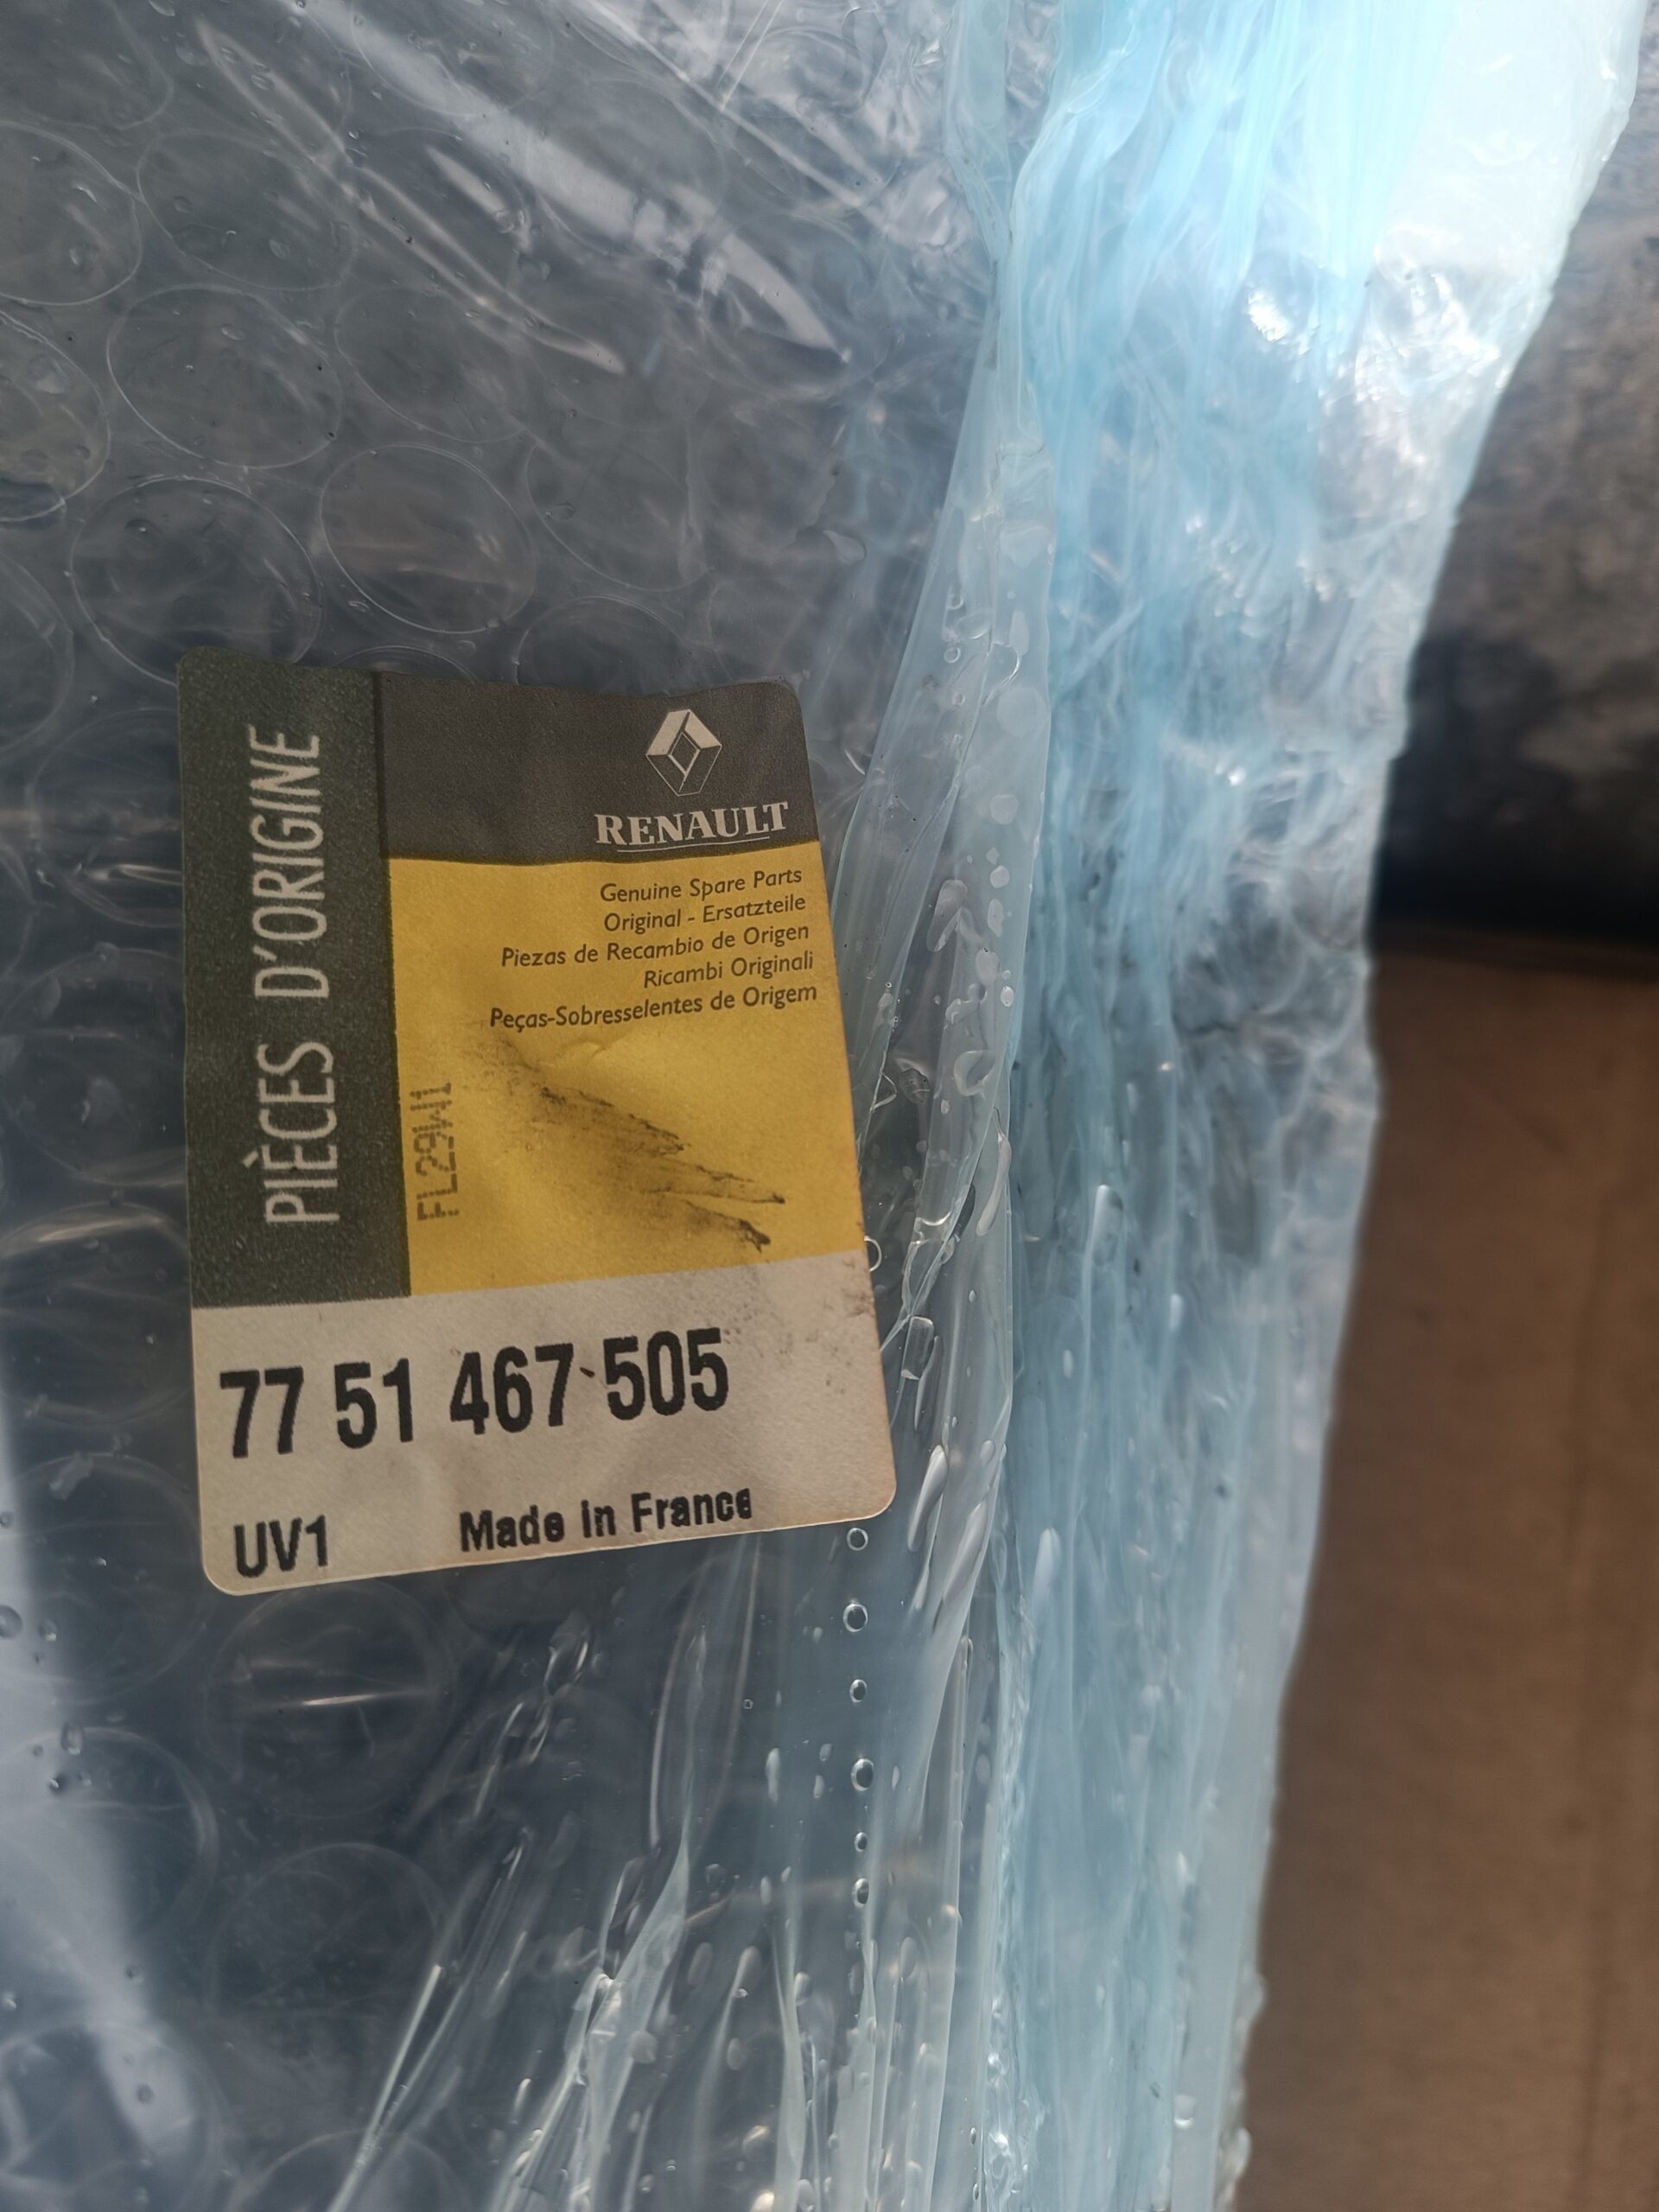 PIÈCES D'ORIGINE
RENAULT
Genuine Spare Parts
Original - Ersatzteile
Piezas de Recambio de Origen
Ricambi Originali
Peças-Sobresselentes de Origem
FL29W1
77 51 467 505
UV1 Made in France